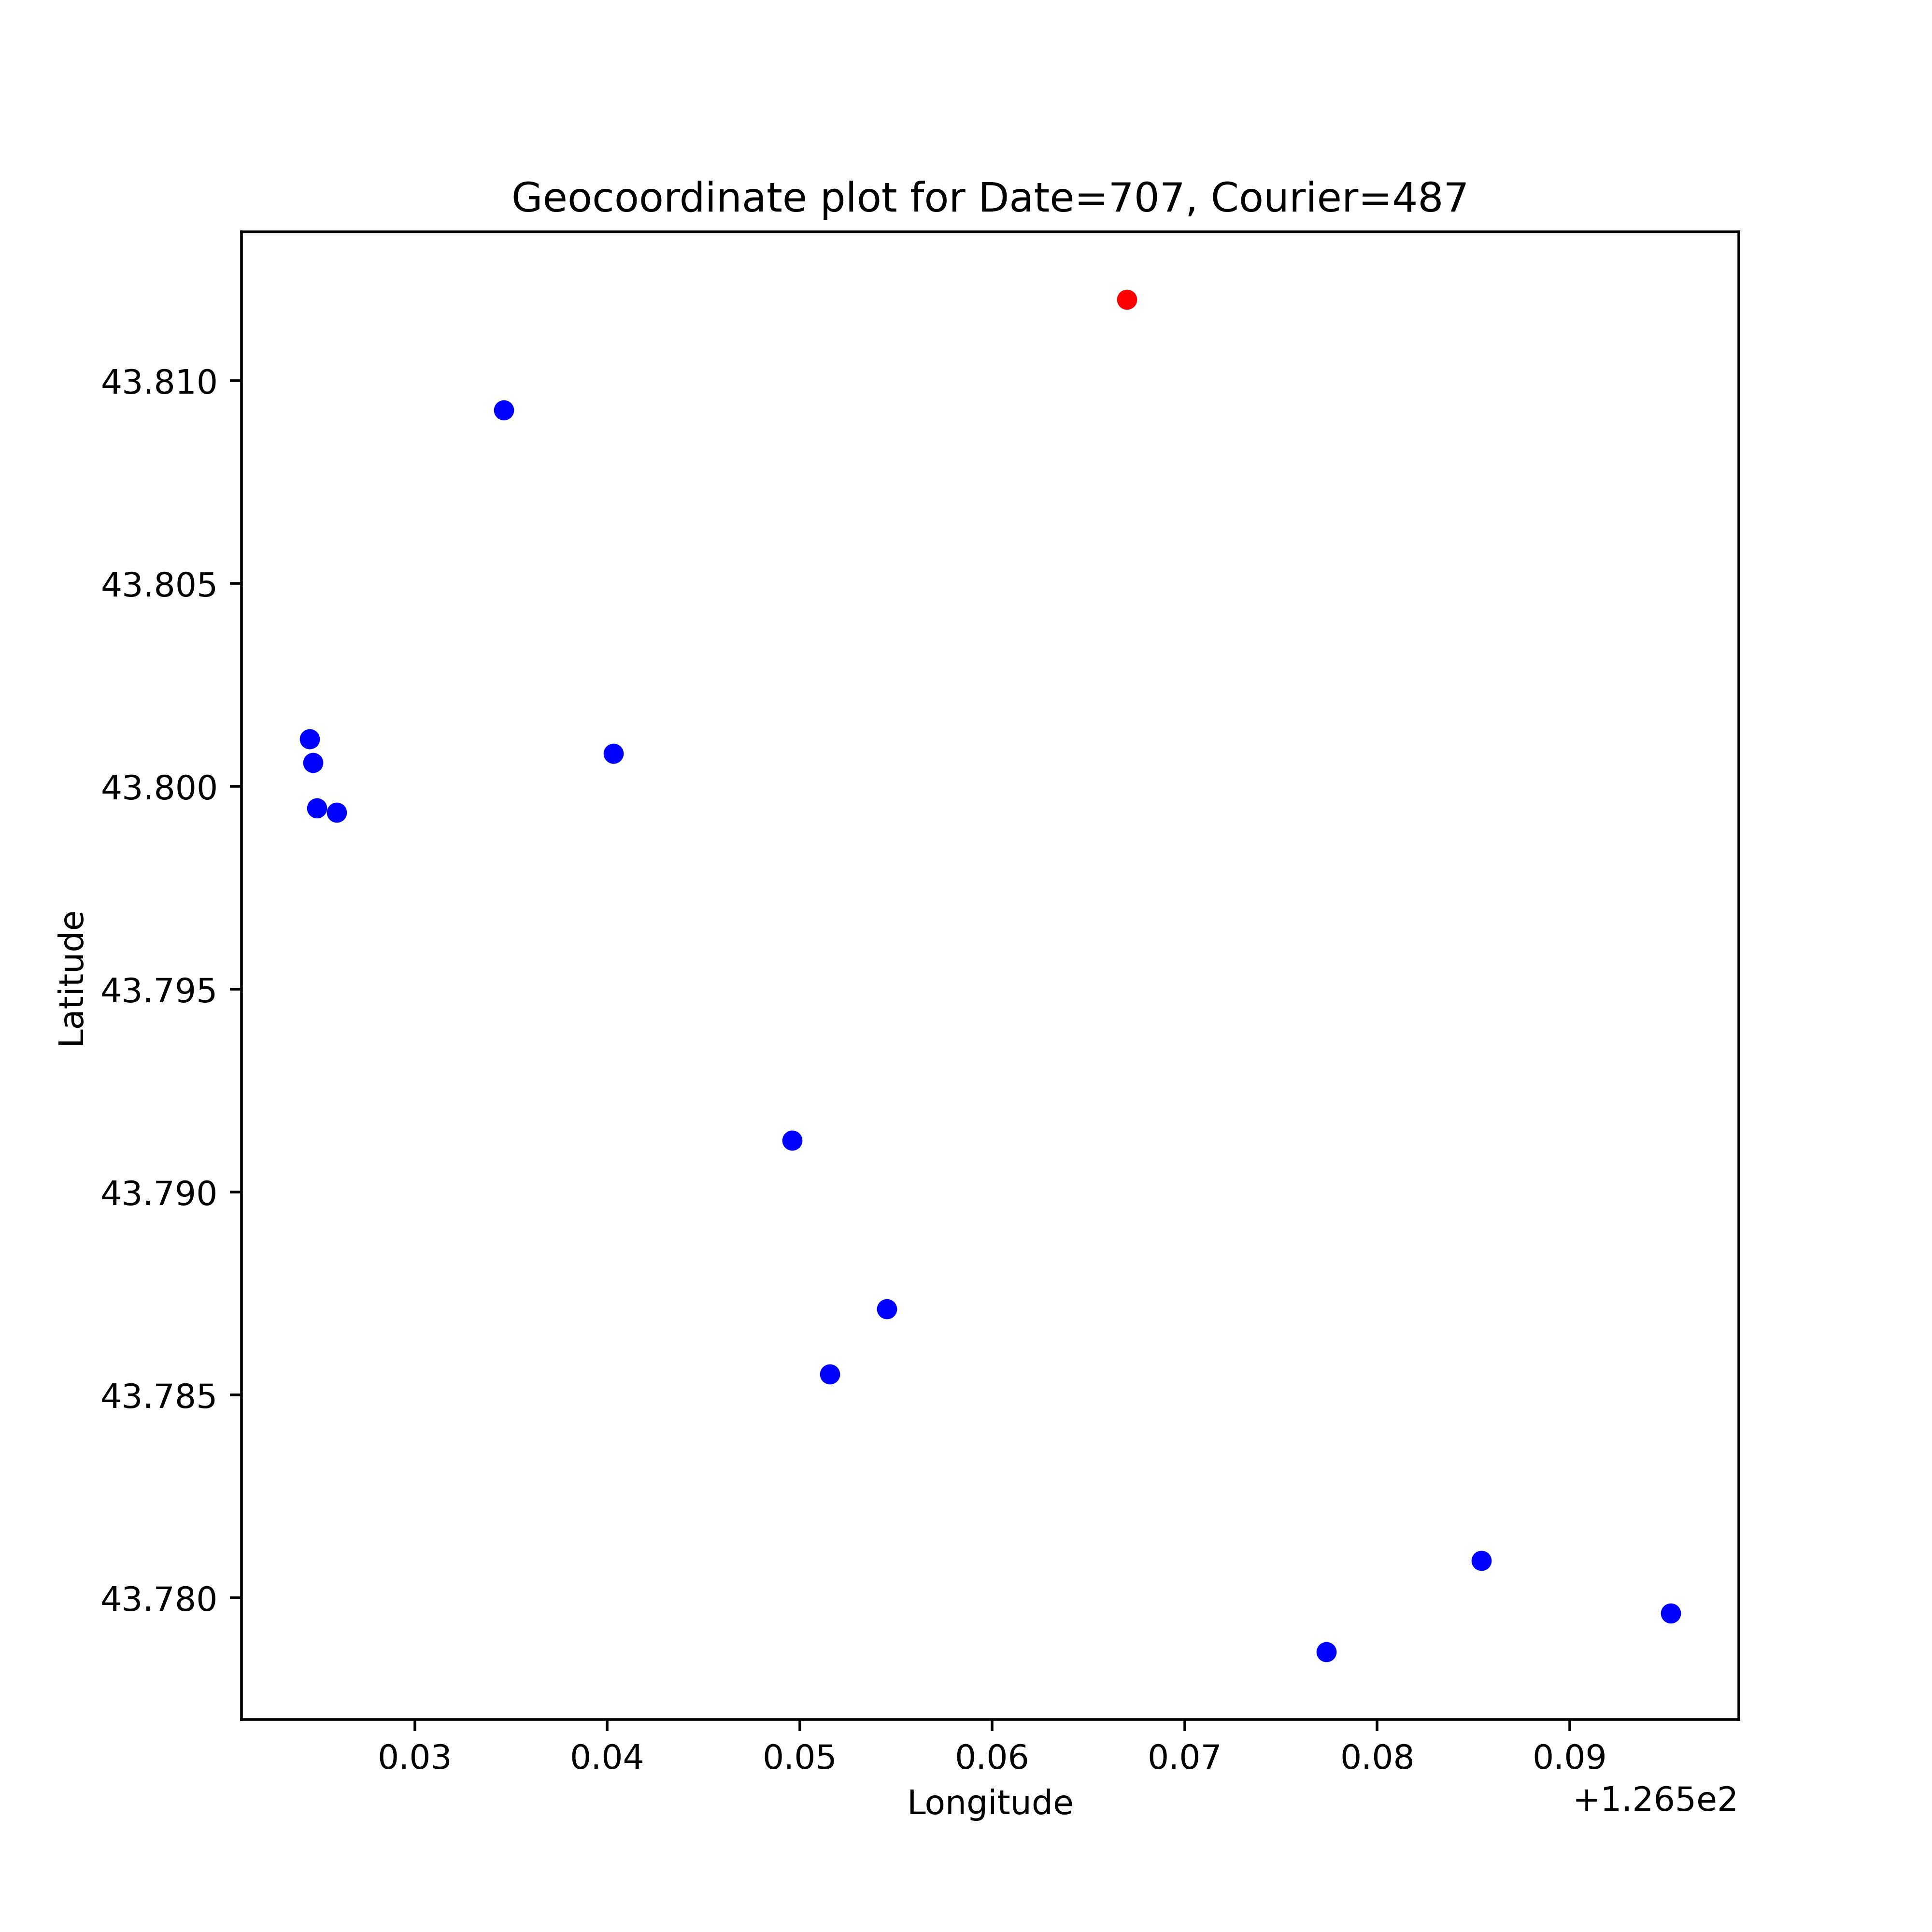 Geocoordinate plot for Date=707, Courier=487
43.810
43.805
43.800
43.795
43.790
43.785
43.780
Latitude
0.03 0.04 0.05 0.06 0.07 0.08 0.09
+1.265e2
Longitude